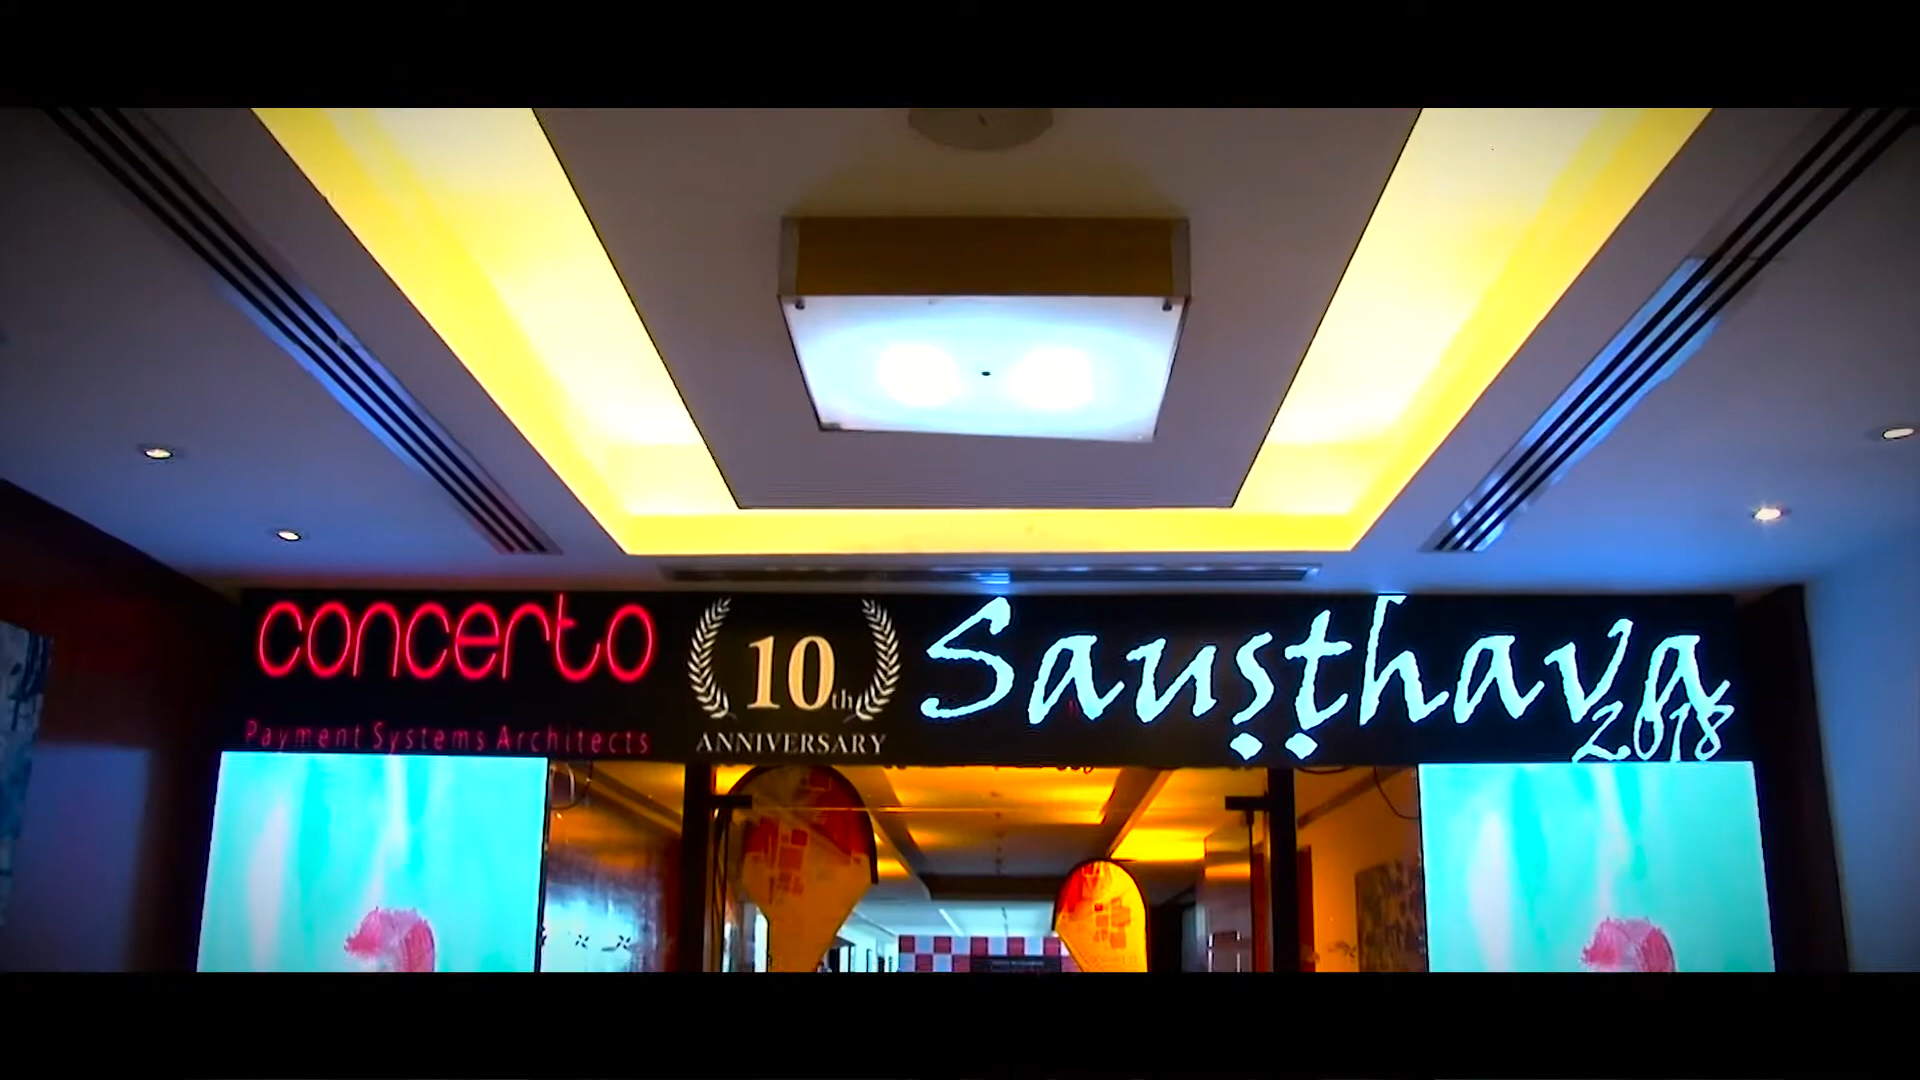 concerto
Payment Systems Architects
10th
ANNIVERSARY
Sausthava
2018